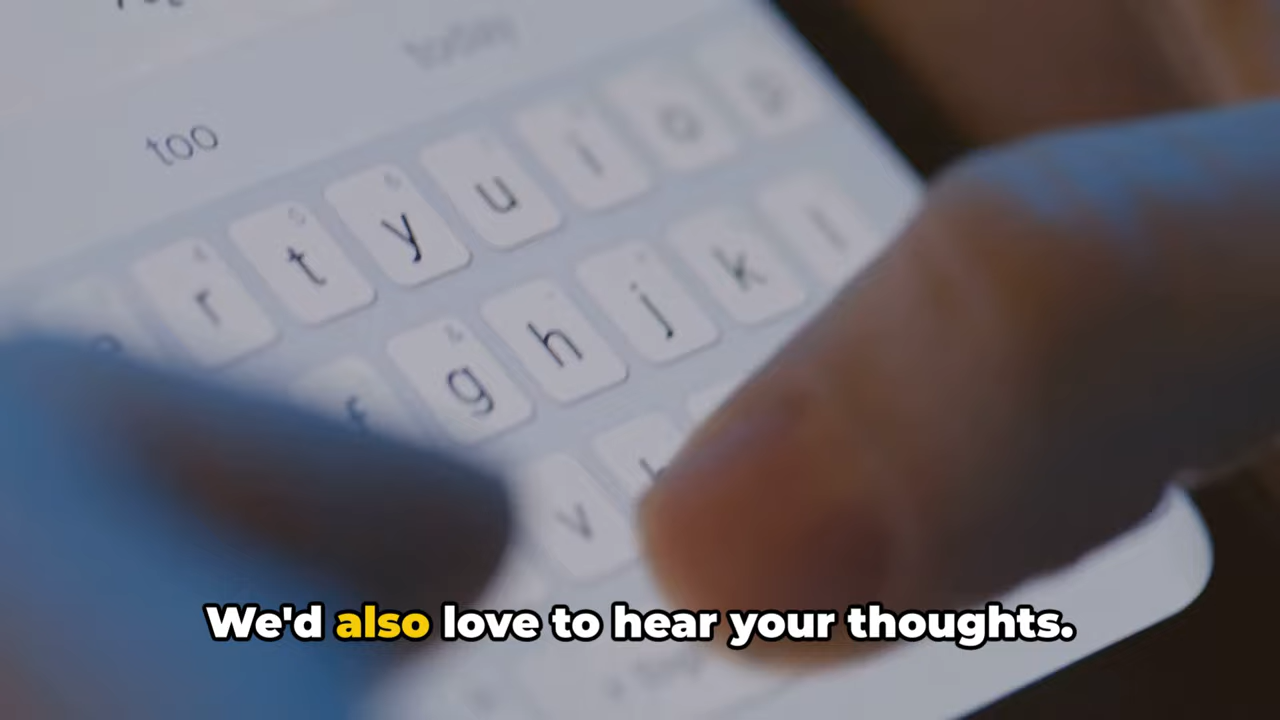 today
too
r t y u i o p
g h j k l
f
v
We'd also love to hear your thoughts.